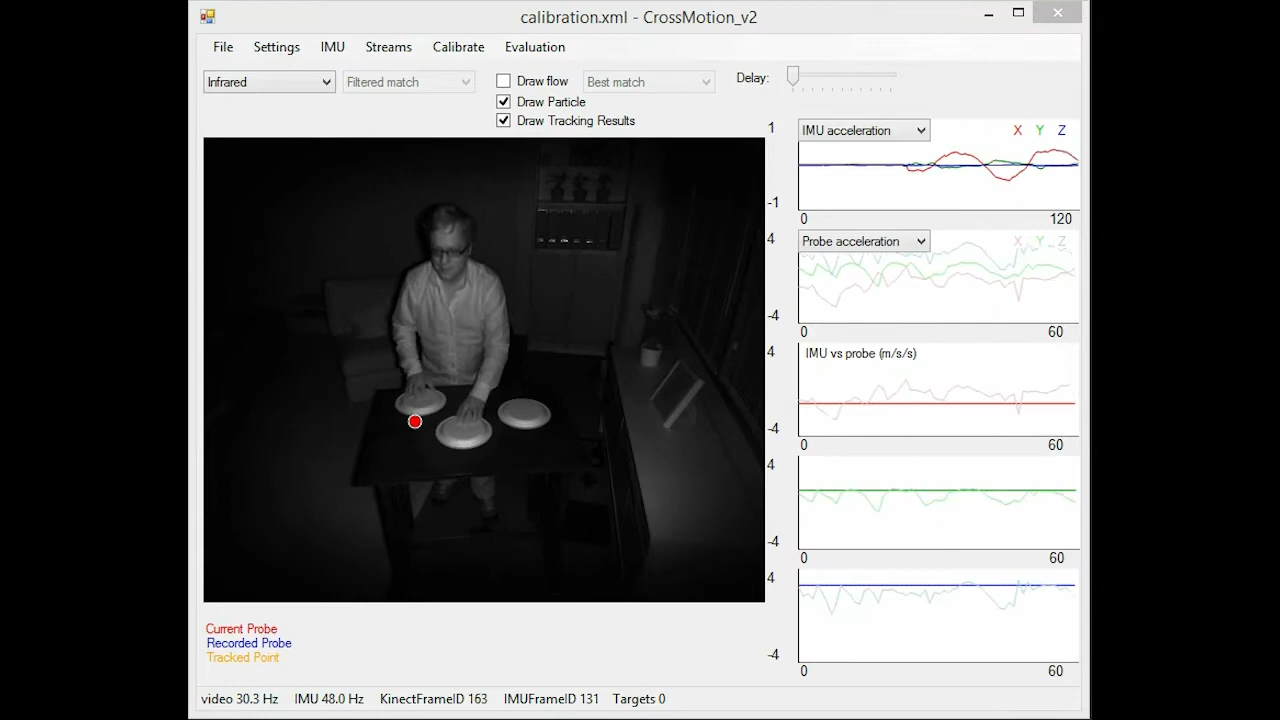 calibration.xml - CrossMotion_v2
File Settings IMU Streams Calibrate Evaluation
Infrared Filtered match Draw flow Best match Delay:
Draw Particle
Draw Tracking Results
1
IMU acceleration X Y Z
-1
0 120
4
Probe acceleration X Y Z
-4
0 60
4
IMU vs probe (m/s/s)
-4
0 60
4
-4
0 60
4
-4
0 60
Current Probe
Recorded Probe
Tracked Point
video 30.3 Hz IMU 48.0 Hz KinectFrameID 163 IMUFrameID 131 Targets 0